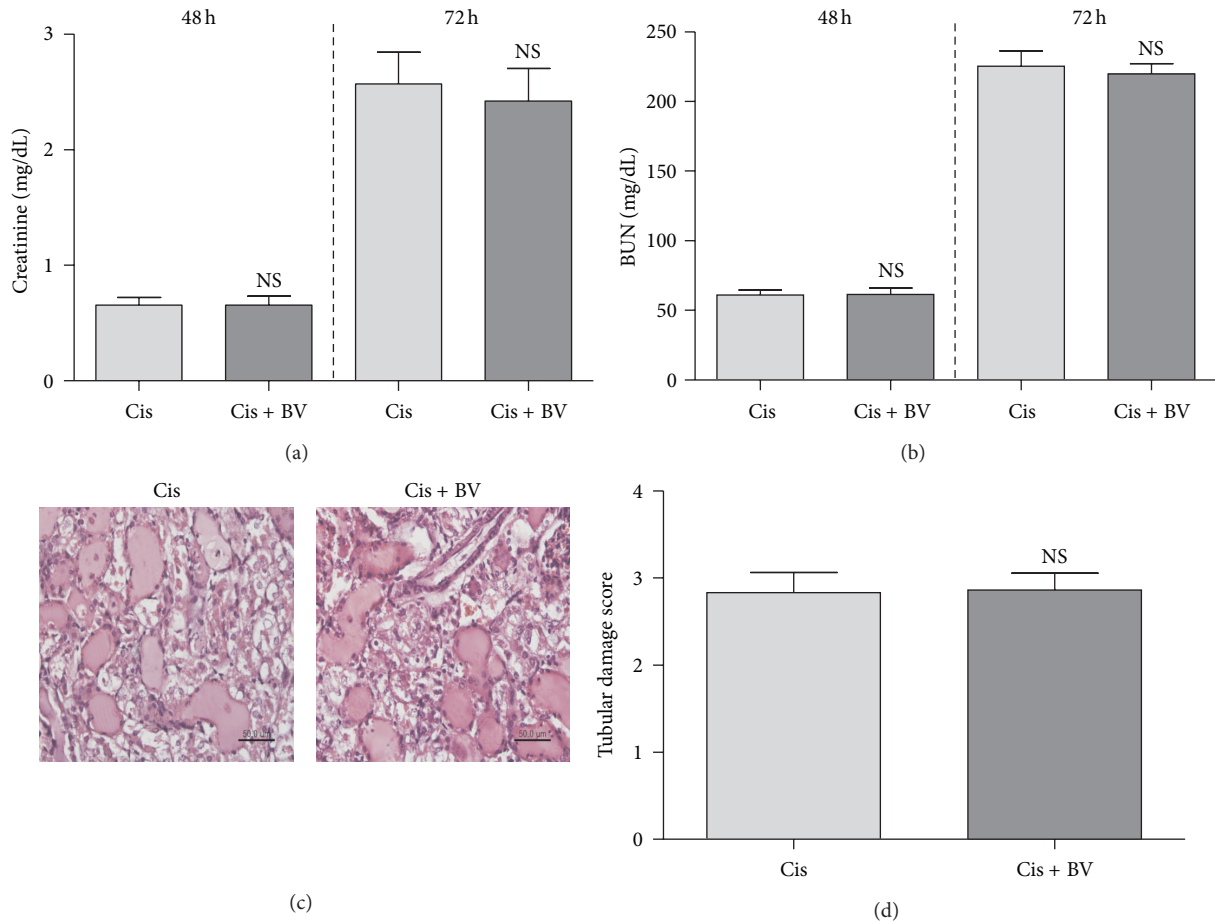 48 h
72 h
3
2
1
0
Creatinine (mg/dL)
NS
NS
Cis
Cis + BV
Cis
Cis + BV
(a)
48 h
72 h
250
200
150
100
50
0
BUN (mg/dL)
NS
NS
Cis
Cis + BV
Cis
Cis + BV
(b)
Cis
Cis + BV
50.0 µm
50.0 µm
(c)
4
3
2
1
0
Tubular damage score
NS
Cis
Cis + BV
(d)